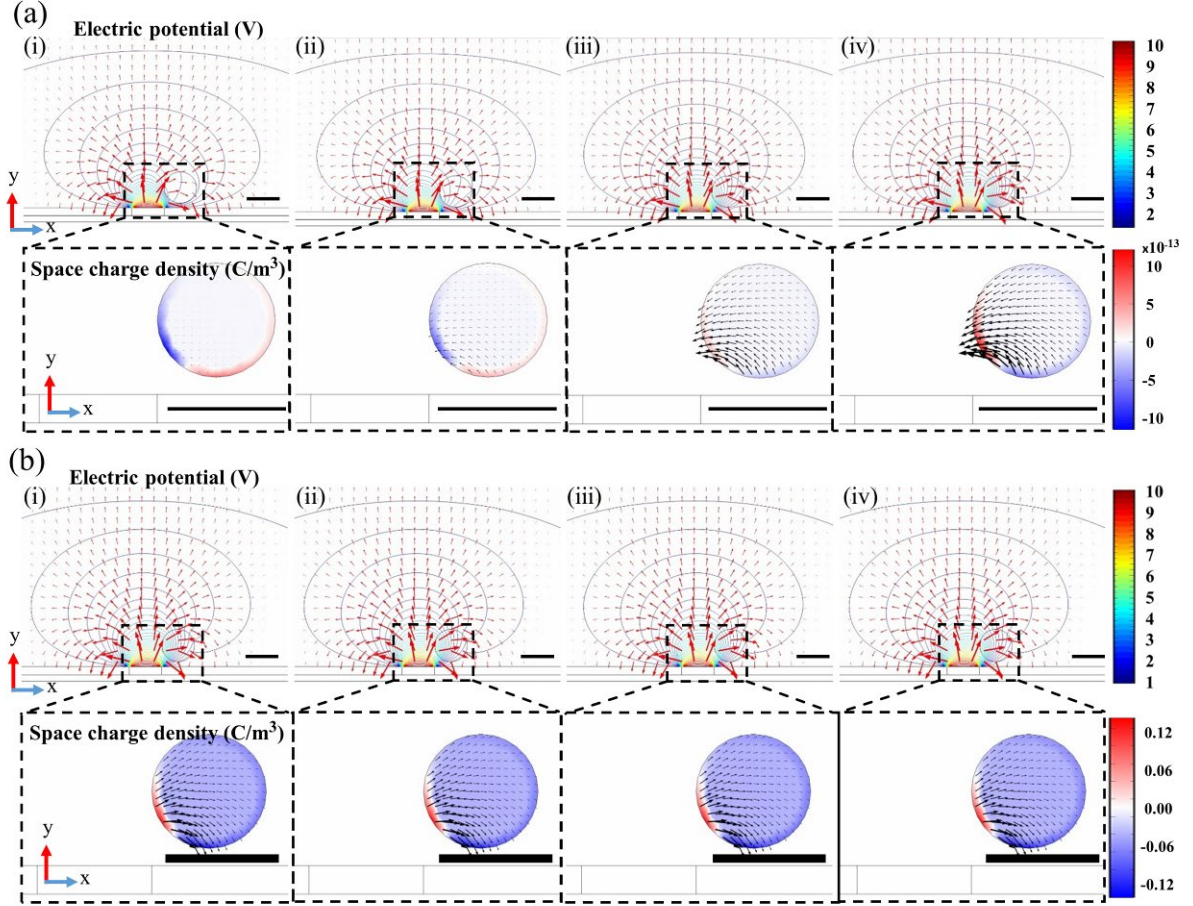 (a)
Electric potential (V)
(i) (ii) (iii) (iv)
10
9
8
7
6
5
4
3
2
y
x
Space charge density (C/m³)
x10⁻¹³
10
5
0
-5
-10
y
x
(b)
Electric potential (V)
(i) (ii) (iii) (iv)
10
9
8
7
6
5
4
3
2
1
y
x
Space charge density (C/m³)
0.12
0.06
0.00
-0.06
-0.12
y
x